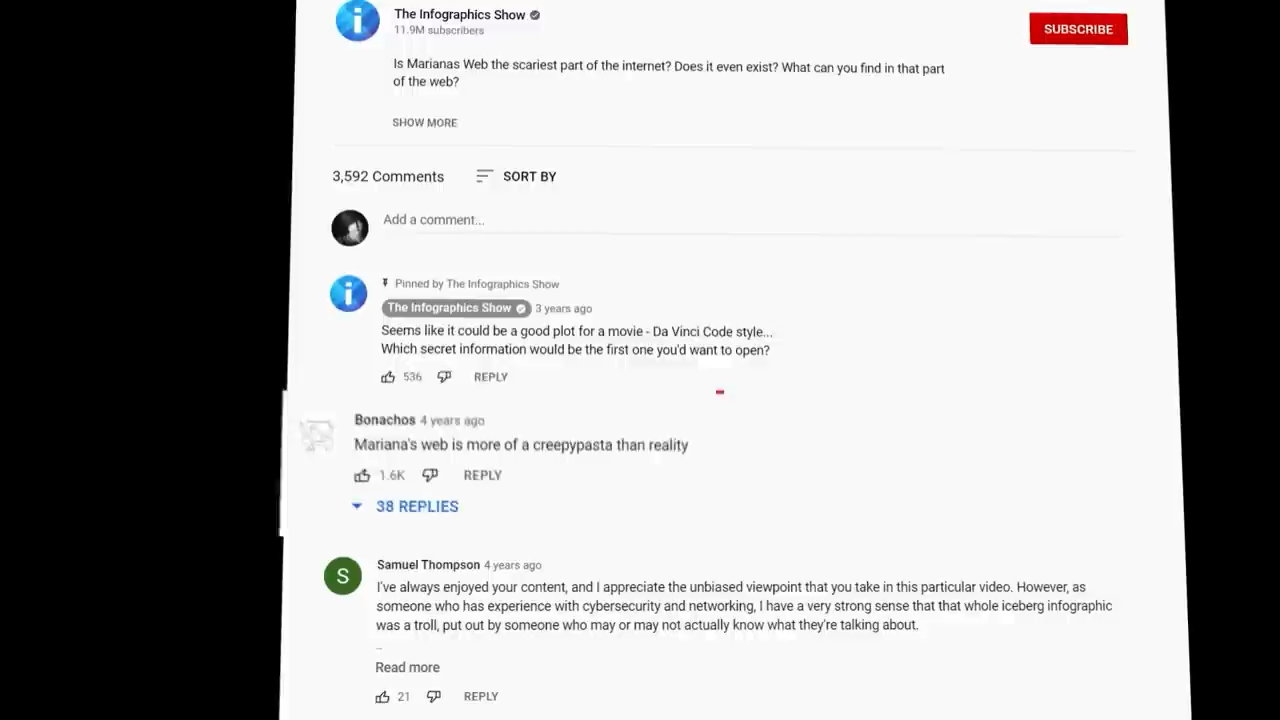 The Infographics Show
11.9M subscribers
SUBSCRIBE
Is Marianas Web the scariest part of the internet? Does it even exist? What can you find in that part
of the web?
SHOW MORE
3,592 Comments
SORT BY
Add a comment...
Pinned by The Infographics Show
The Infographics Show 3 years ago
Seems like it could be a good plot for a movie - Da Vinci Code style...
Which secret information would be the first one you'd want to open?
536 REPLY
Bonachos 4 years ago
Mariana's web is more of a creepypasta than reality
1.6K REPLY
38 REPLIES
S
Samuel Thompson 4 years ago
I've always enjoyed your content, and I appreciate the unbiased viewpoint that you take in this particular video. However, as
someone who has experience with cybersecurity and networking, I have a very strong sense that that whole iceberg infographic
was a troll, put out by someone who may or may not actually know what they're talking about.
Read more
21 REPLY